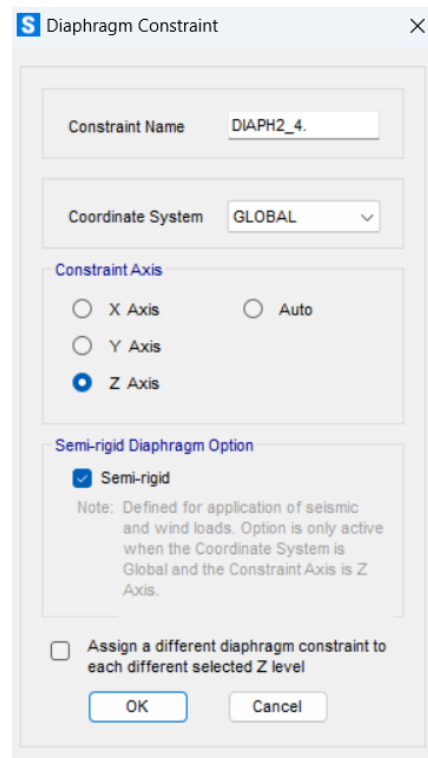 S Diaphragm Constraint
Constraint Name DIAPH2_4.
Coordinate System GLOBAL
Constraint Axis
X Axis Auto
Y Axis
Z Axis
Semi-rigid Diaphragm Option
Semi-rigid
Note: Defined for application of seismic
and wind loads. Option is only active
when the Coordinate System is
Global and the Constraint Axis is Z
Axis.
Assign a different diaphragm constraint to
each different selected Z level
OK Cancel